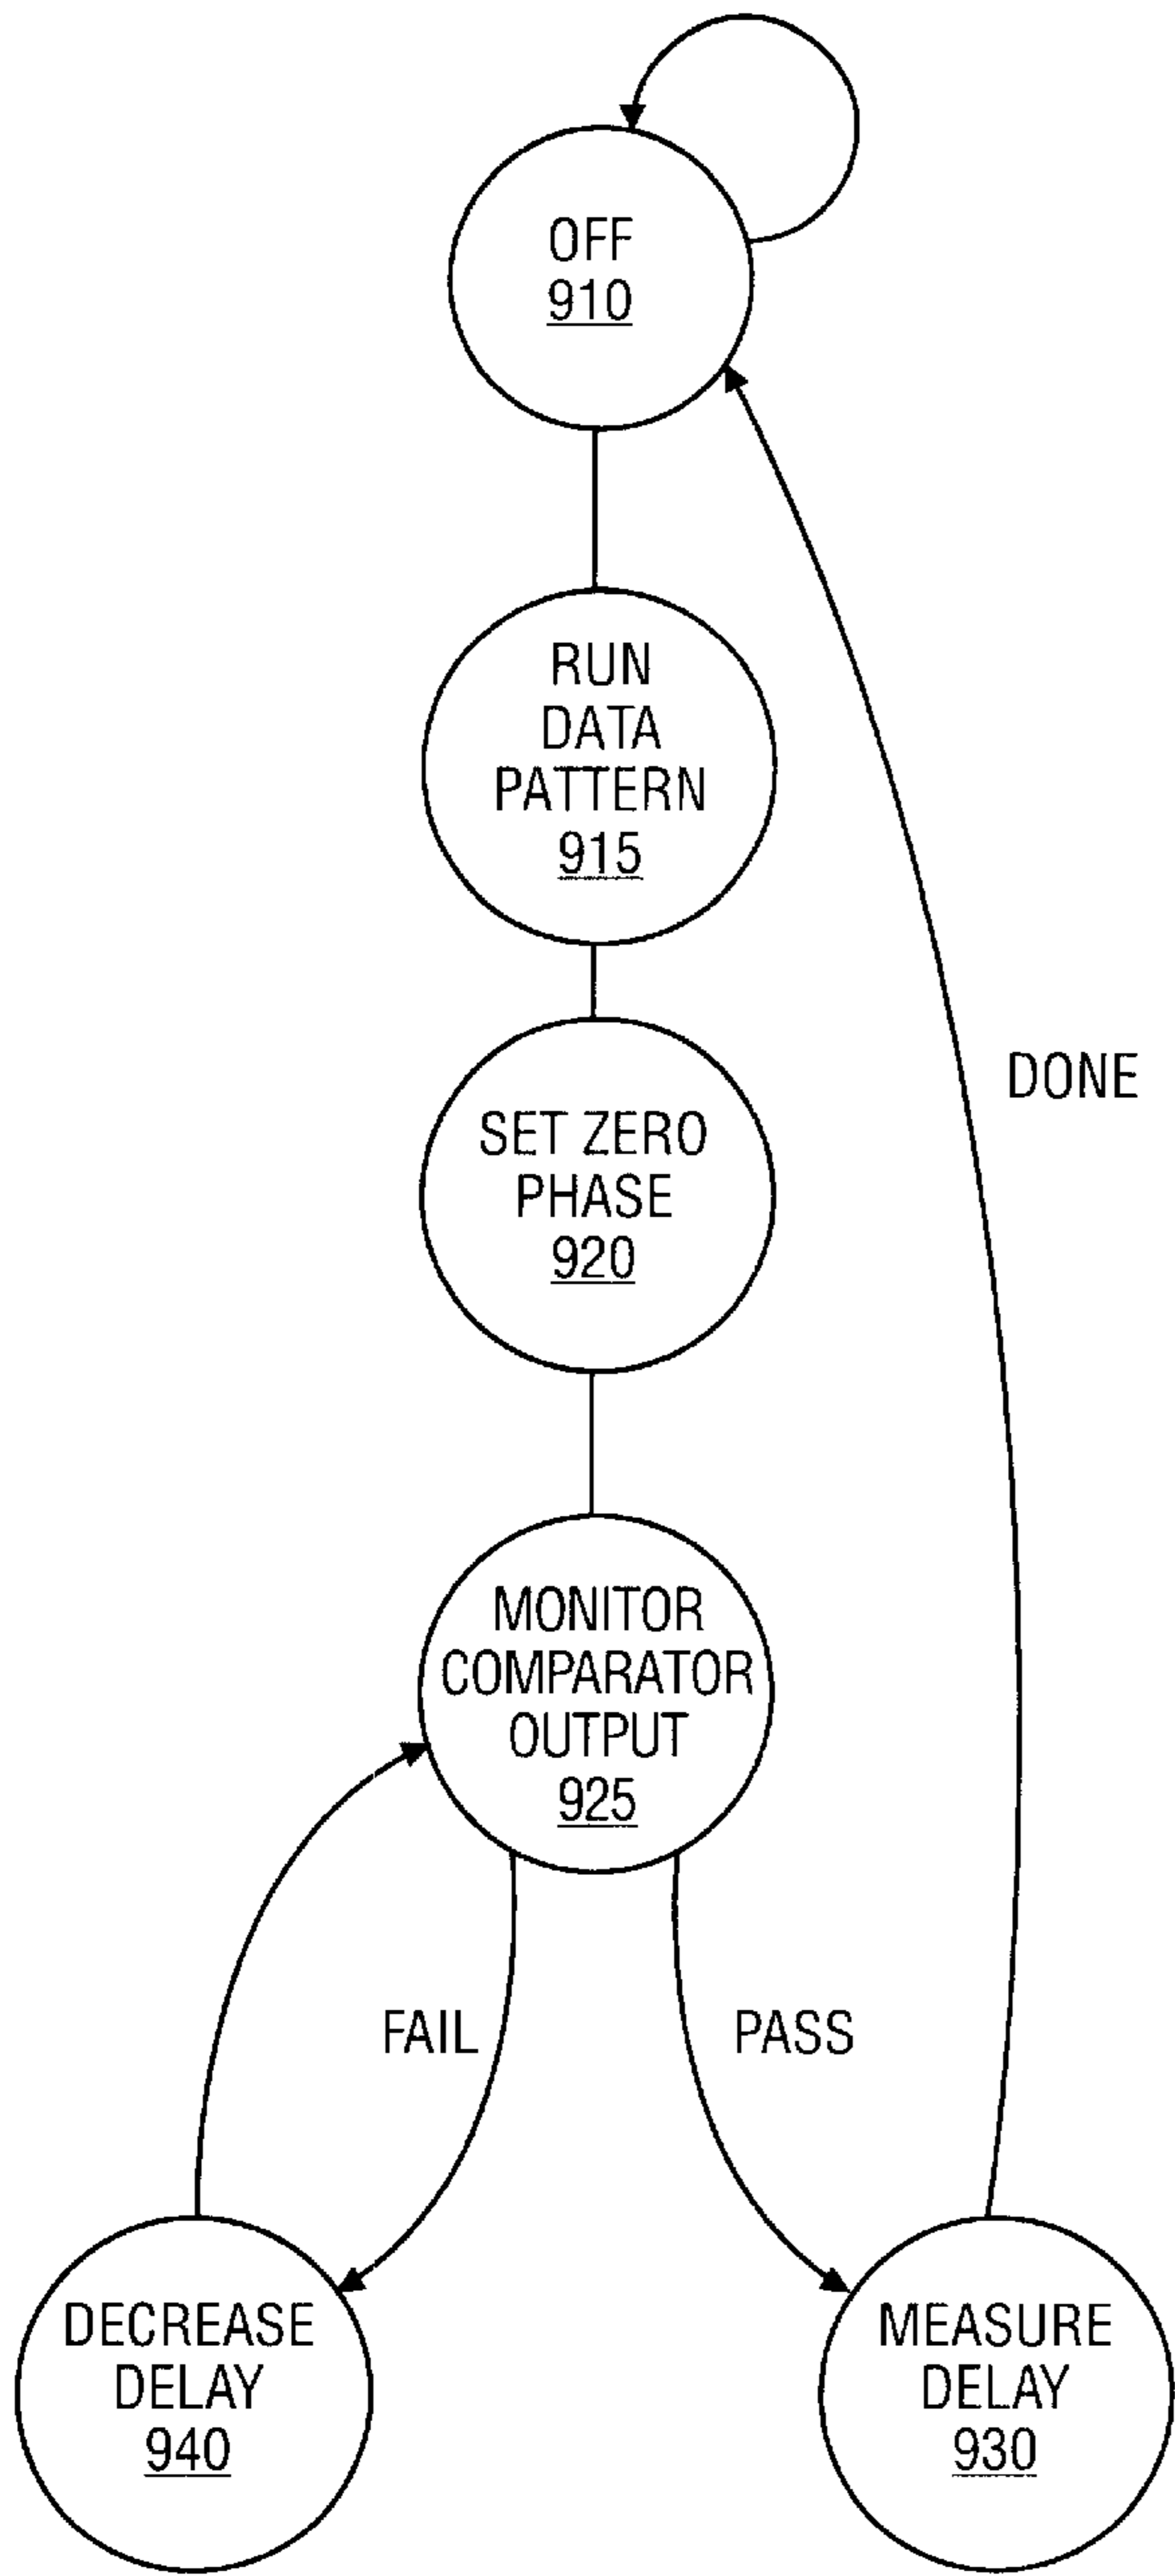 OFF
910
RUN
DATA
PATTERN
915
SET ZERO
PHASE
920
DONE
MONITOR
COMPARATOR
OUTPUT
925
FAIL
PASS
DECREASE
DELAY
940
MEASURE
DELAY
930